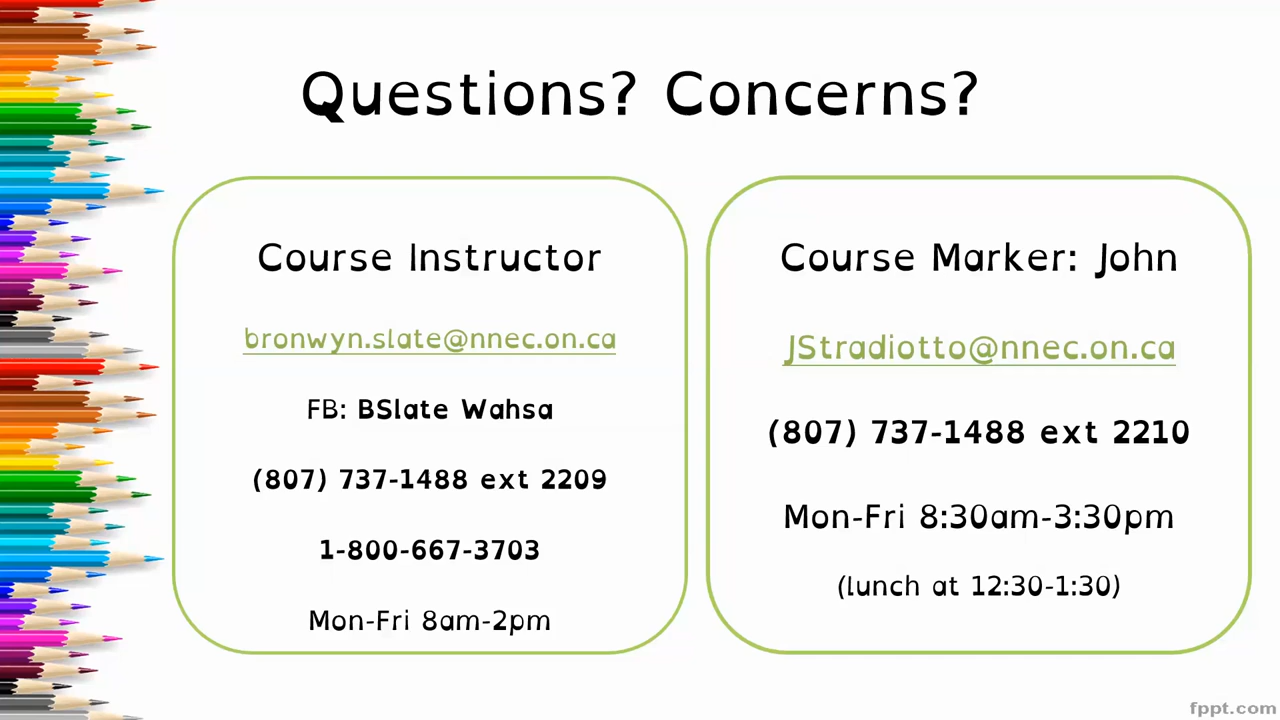 Questions? Concerns?
Course Instructor
bronwyn.slate@nnec.on.ca
FB: BSlate Wahsa
(807) 737-1488 ext 2209
1-800-667-3703
Mon-Fri 8am-2pm
Course Marker: John
JStradiotto@nnec.on.ca
(807) 737-1488 ext 2210
Mon-Fri 8:30am-3:30pm
(lunch at 12:30-1:30)
fppt.com